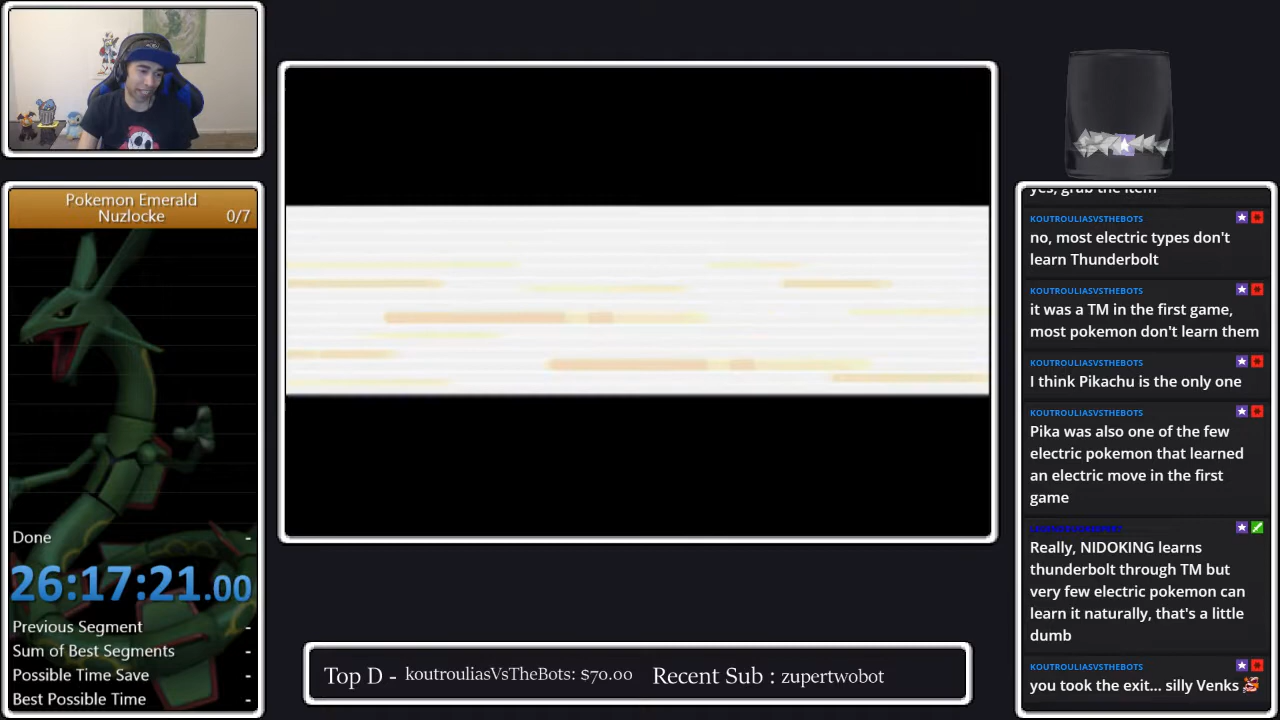 Pokemon Emerald
Nuzlocke
0/7
Done -
26:17:21.00
Previous Segment -
Sum of Best Segments -
Possible Time Save -
Best Possible Time -
Top D - koutrouliasVsTheBots: $70.00 Recent Sub : zupertwobot
yes, grab the item
KOUTROULIASVSTHEBOTS
no, most electric types don't
learn Thunderbolt
KOUTROULIASVSTHEBOTS
it was a TM in the first game,
most pokemon don't learn them
KOUTROULIASVSTHEBOTS
I think Pikachu is the only one
KOUTROULIASVSTHEBOTS
Pika was also one of the few
electric pokemon that learned
an electric move in the first
game
Really, NIDOKING learns
thunderbolt through TM but
very few electric pokemon can
learn it naturally, that's a little
dumb
KOUTROULIASVSTHEBOTS
you took the exit... silly Venks